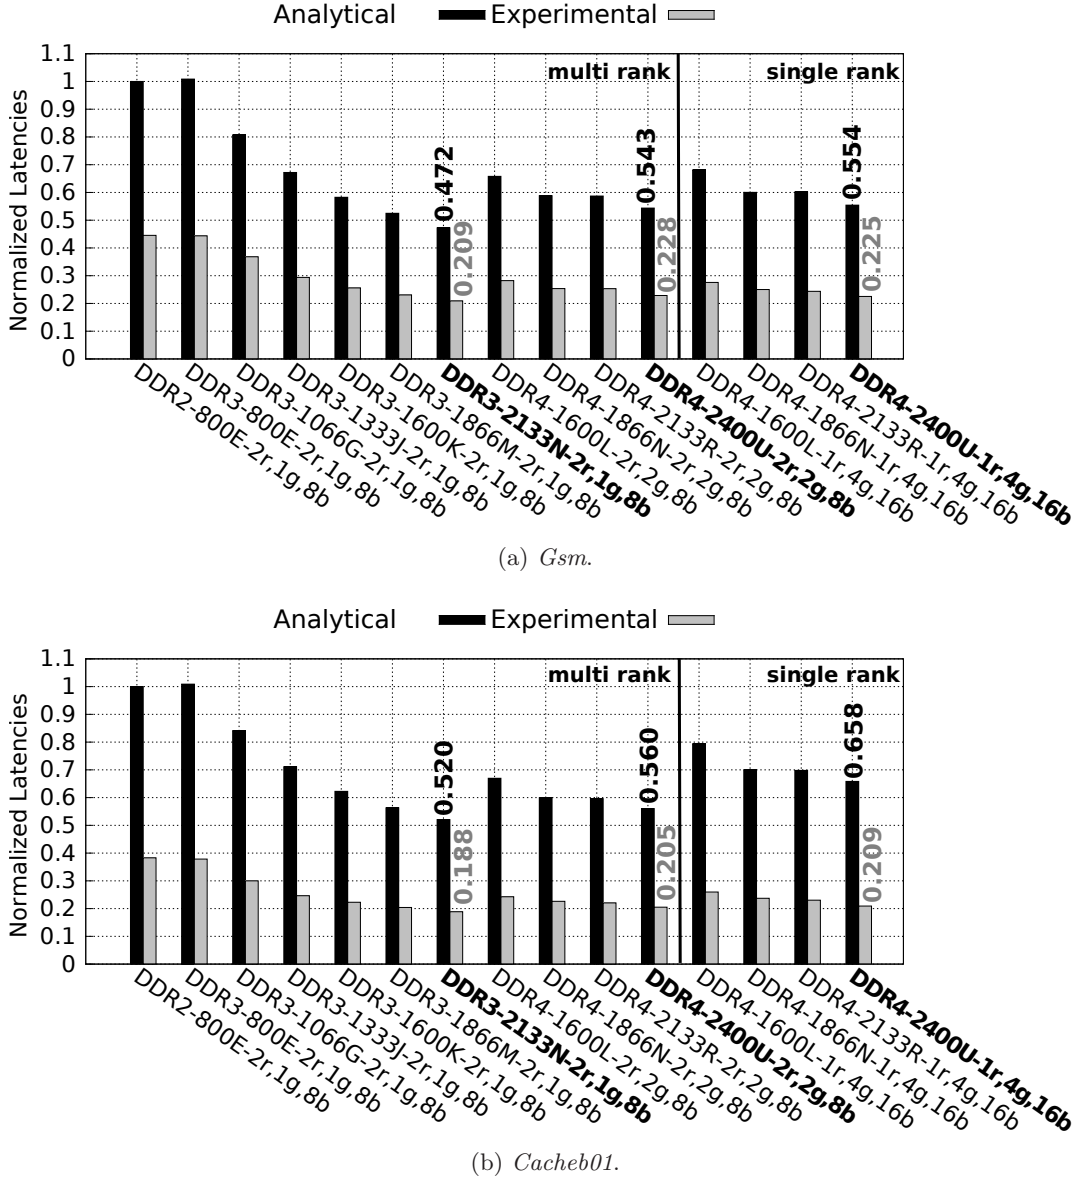 Analytical Experimental
1.1
1
0.9
0.8
0.7
0.6
0.5
0.4
0.3
0.2
0.1
0
Normalized Latencies
multi rank
single rank
0.472
0.209
0.543
0.228
0.554
0.225
DDR2-800E-2r,1g,8b
DDR3-800E-2r,1g,8b
DDR3-1066G-2r,1g,8b
DDR3-1333J-2r,1g,8b
DDR3-1600K-2r,1g,8b
DDR3-1866M-2r,1g,8b
DDR3-2133N-2r,1g,8b
DDR4-1600L-2r,2g,8b
DDR4-1866N-2r,2g,8b
DDR4-2133R-2r,2g,8b
DDR4-2400U-2r,2g,8b
DDR4-1600L-1r,4g,16b
DDR4-1866N-1r,4g,16b
DDR4-2133R-1r,4g,16b
DDR4-2400U-1r,4g,16b
(a) Gsm.
Analytical Experimental
1.1
1
0.9
0.8
0.7
0.6
0.5
0.4
0.3
0.2
0.1
0
Normalized Latencies
multi rank
single rank
0.520
0.188
0.560
0.205
0.658
0.209
DDR2-800E-2r,1g,8b
DDR3-800E-2r,1g,8b
DDR3-1066G-2r,1g,8b
DDR3-1333J-2r,1g,8b
DDR3-1600K-2r,1g,8b
DDR3-1866M-2r,1g,8b
DDR3-2133N-2r,1g,8b
DDR4-1600L-2r,2g,8b
DDR4-1866N-2r,2g,8b
DDR4-2133R-2r,2g,8b
DDR4-2400U-2r,2g,8b
DDR4-1600L-1r,4g,16b
DDR4-1866N-1r,4g,16b
DDR4-2133R-1r,4g,16b
DDR4-2400U-1r,4g,16b
(b) Cacheb01.